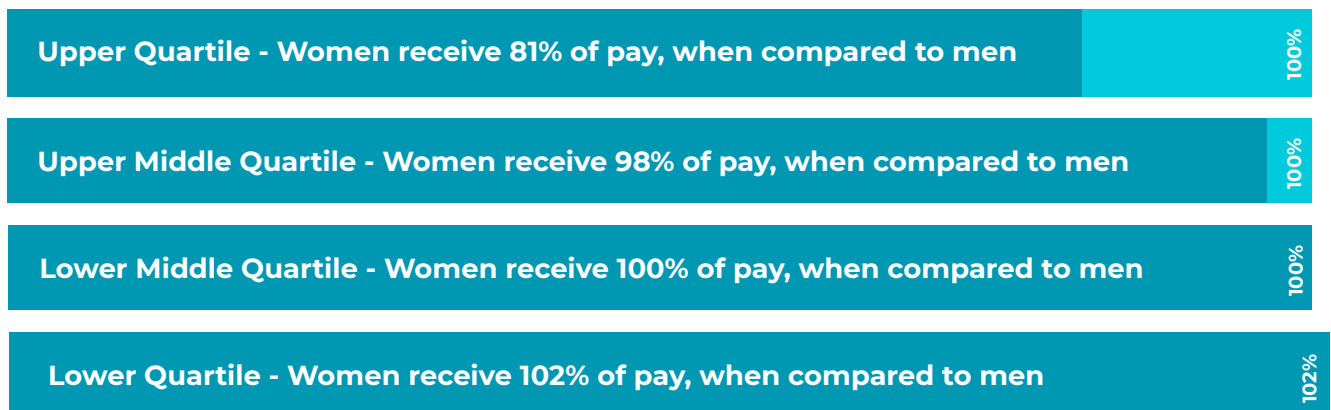 Upper Quartile - Women receive 81% of pay, when compared to men
100%
Upper Middle Quartile - Women receive 98% of pay, when compared to men
100%
Lower Middle Quartile - Women receive 100% of pay, when compared to men
100%
Lower Quartile - Women receive 102% of pay, when compared to men
102%